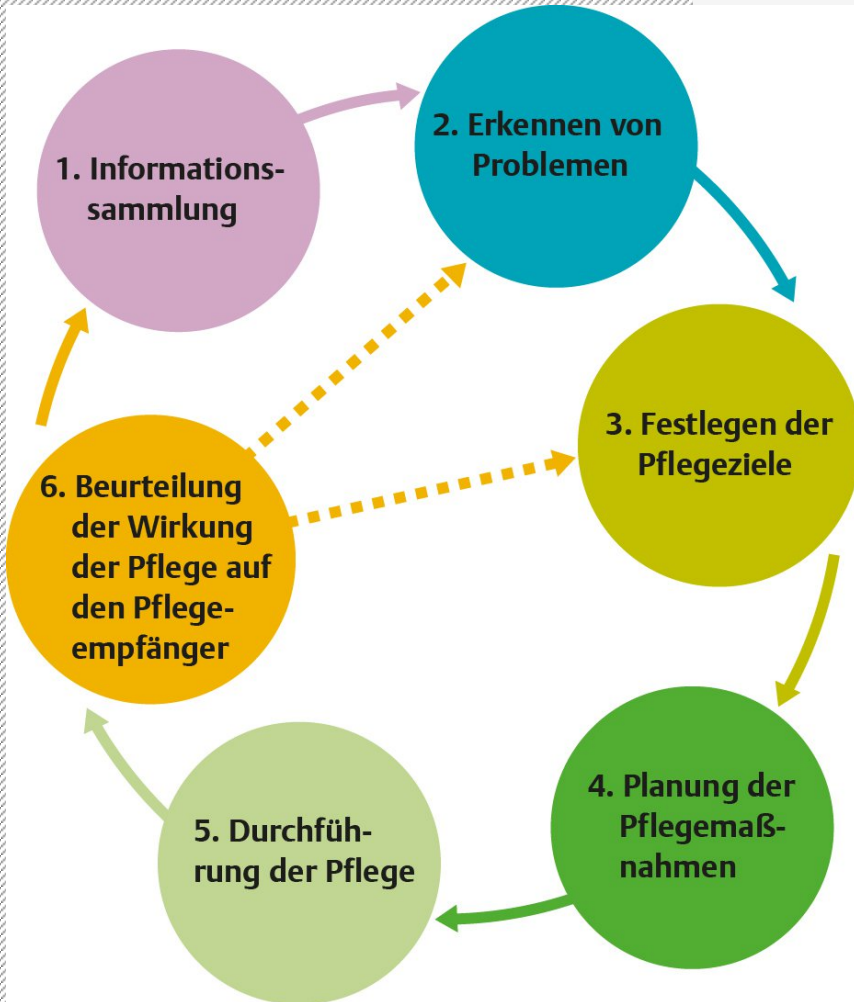 1. Informations-
sammlung
2. Erkennen von
Problemen
3. Festlegen der
Pflegeziele
4. Planung der
Pflegemaß-
nahmen
5. Durchfüh-
rung der Pflege
6. Beurteilung
der Wirkung
der Pflege auf
den Pflege-
empfänger